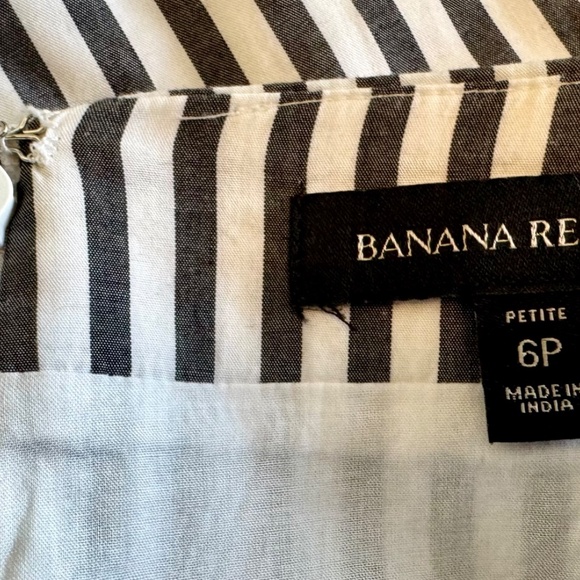 BANANA RE
PETITE
6P
MADE IN
INDIA